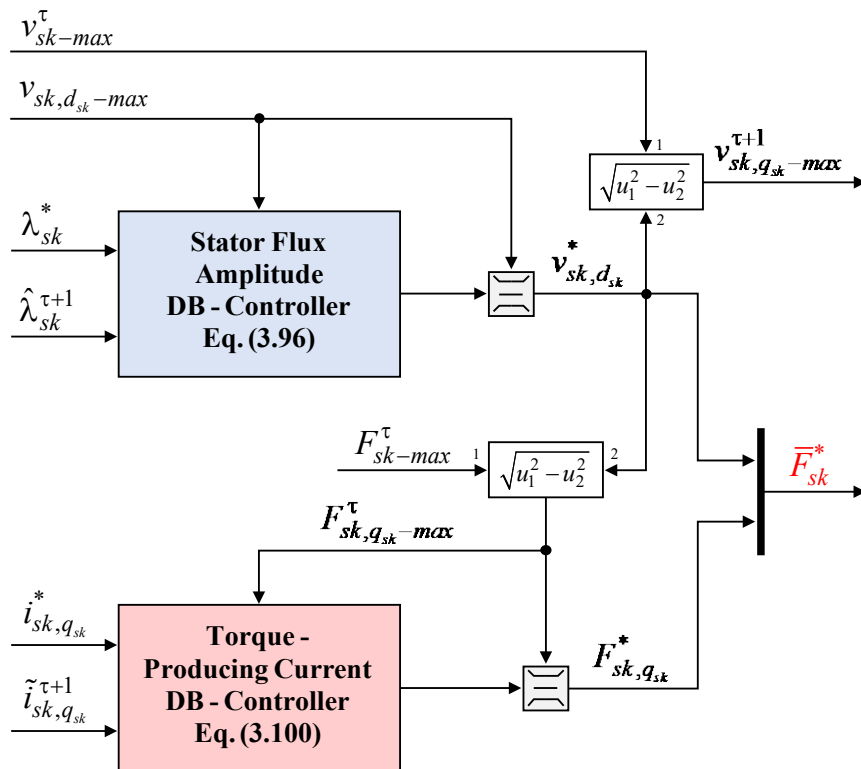 v^τ_{sk−max}
v_{sk,d_{sk}−max}
1
√(u_1^2 − u_2^2)
2
v^{τ+1}_{sk,q_{sk}−max}
λ^*_{sk}
λ̂^{τ+1}_{sk}
Stator Flux
Amplitude
DB - Controller
Eq. (3.96)
v^*_{sk,d_{sk}}
F^τ_{sk−max}
1
√(u_1^2 − u_2^2)
2
F̅^*_{sk}
F^τ_{sk,q_{sk}−max}
i^*_{sk,q_{sk}}
ĩ^{τ+1}_{sk,q_{sk}}
Torque -
Producing Current
DB - Controller
Eq. (3.100)
F^*_{sk,q_{sk}}